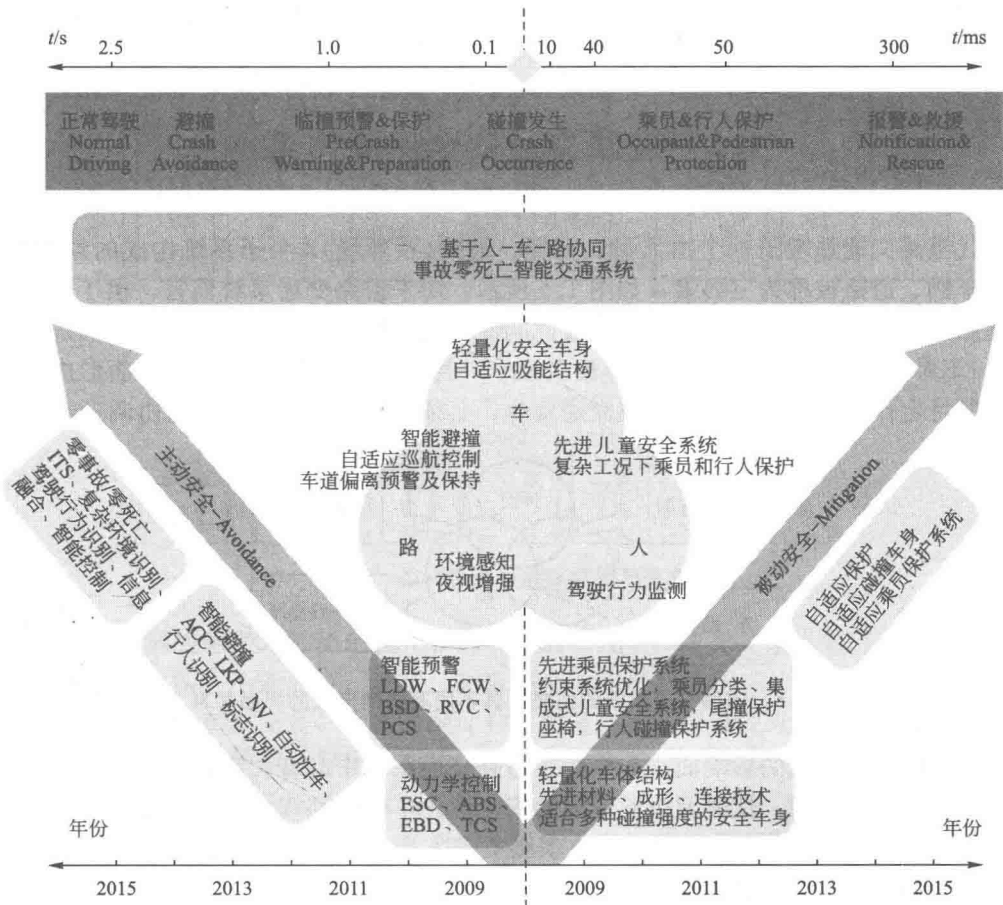 t/s
2.5
1.0
0.1
10
40
50
300
t/ms
正常驾驶
Normal
Driving
避撞
Crash
Avoidance
临撞预警&保护
PreCrash
Warning&Preparation
碰撞发生
Crash
Occurrence
乘员&行人保护
Occupant&Pedestrian
Protection
报警&救援
Notification&
Rescue
基于人-车-路协同
事故零死亡智能交通系统
轻量化安全车身
自适应吸能结构
车
智能避撞
自适应巡航控制
车道偏离预警及保持
先进儿童安全系统
复杂工况下乘员和行人保护
路
环境感知
夜视增强
人
驾驶行为监测
主动安全-Avoidance
被动安全-Mitigation
零事故/零死亡
ITS、复杂环境识别、
驾驶行为识别、信息
融合、智能控制
智能避撞
ACC、LKP、NV、自动泊车、
行人识别、标志识别
智能预警
LDW、FCW、
BSD、RVC、
PCS
动力学控制
ESC、ABS、
EBD、TCS
自适应保护
自适应碰撞车身
自适应乘员保护系统
先进乘员保护系统
约束系统优化，乘员分类、集
成式儿童安全系统、尾撞保护
座椅，行人碰撞保护系统
轻量化车体结构
先进材料、成形、连接技术
适合多种碰撞强度的安全车身
年份
年份
2015
2013
2011
2009
2009
2011
2013
2015